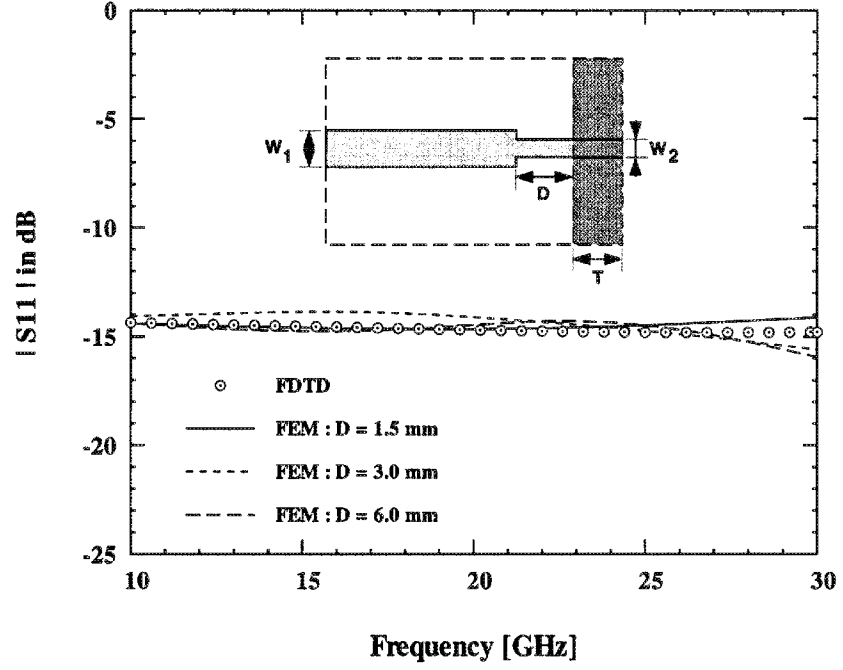 0
-5
-10
-15
-20
-25
|S11| in dB
W1
W2
D
T
FDTD
FEM : D = 1.5 mm
FEM : D = 3.0 mm
FEM : D = 6.0 mm
10
15
20
25
30
Frequency [GHz]